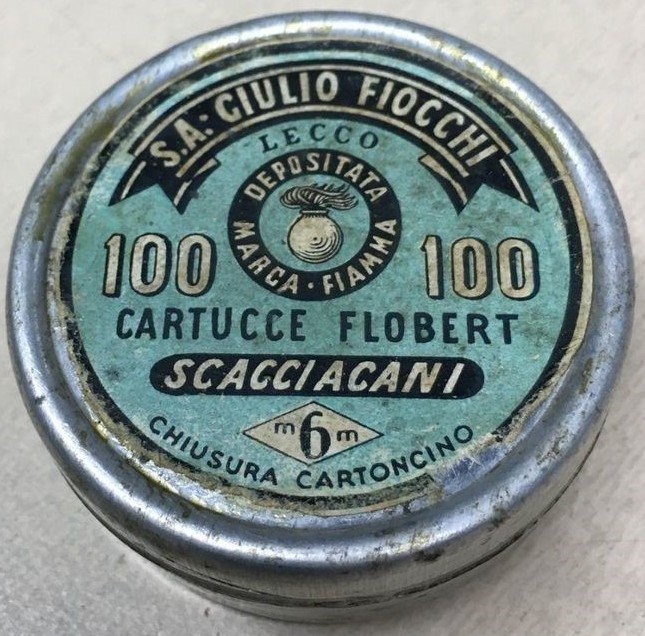 S.A. GIULIO FIOCCHI
LECCO
DEPOSITATA
MARCA · FIAMMA
100 100
CARTUCCE FLOBERT
SCACCIACANI
m6m
CHIUSURA CARTONCINO